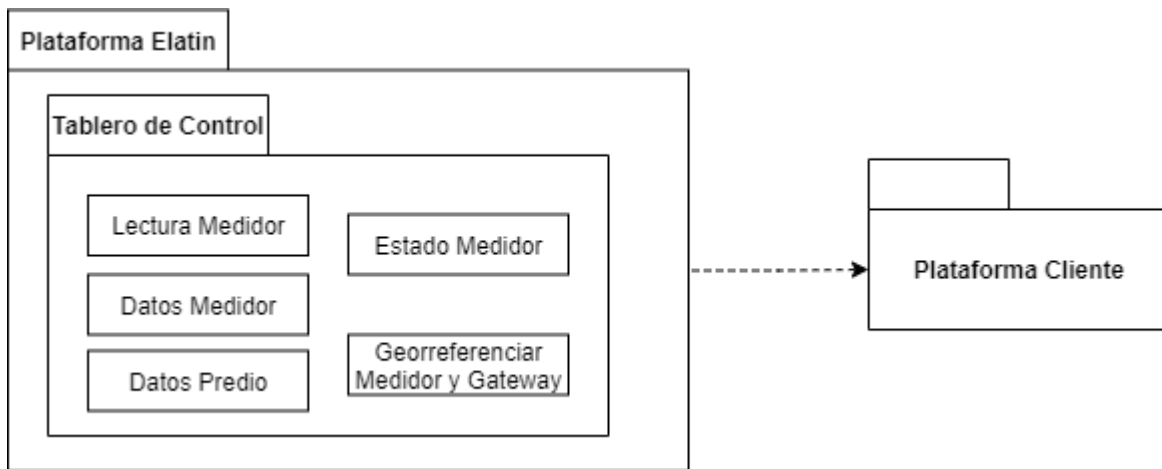 Plataforma Elatin
Tablero de Control
Lectura Medidor
Estado Medidor
Datos Medidor
Datos Predio
Georreferenciar
Medidor y Gateway
Plataforma Cliente